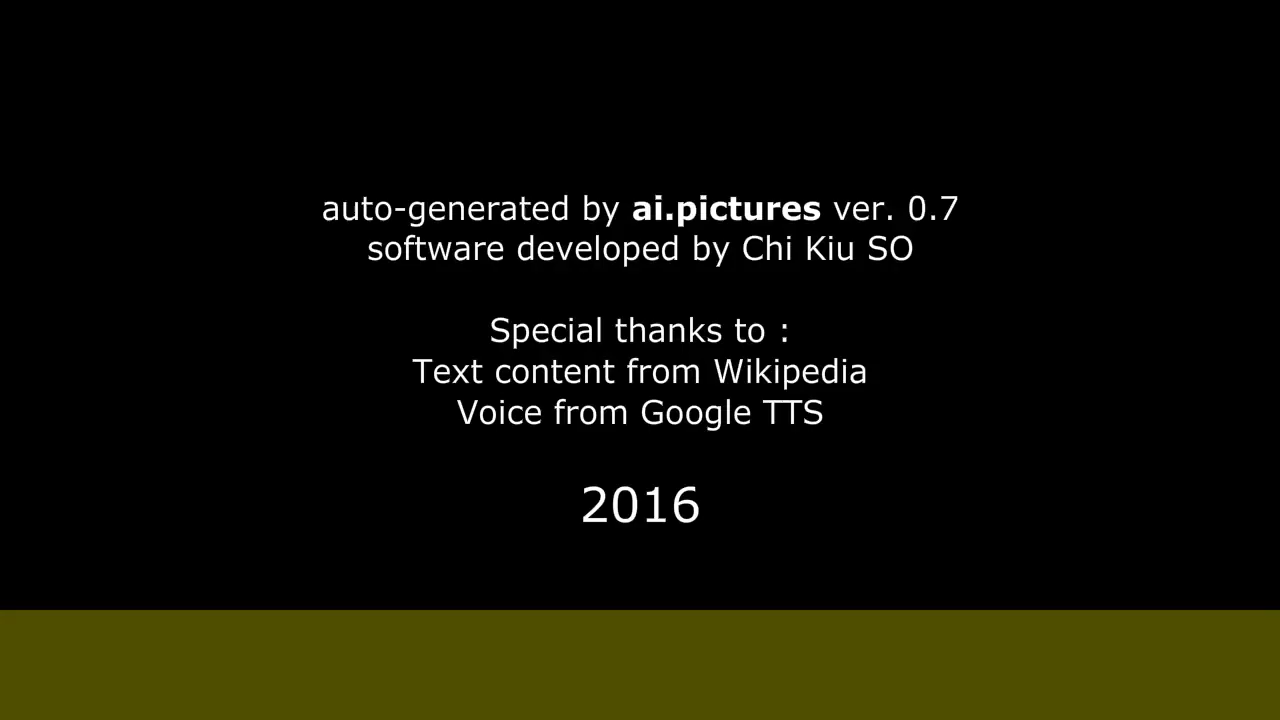 auto-generated by ai.pictures ver. 0.7
software developed by Chi Kiu SO
Special thanks to :
Text content from Wikipedia
Voice from Google TTS
2016